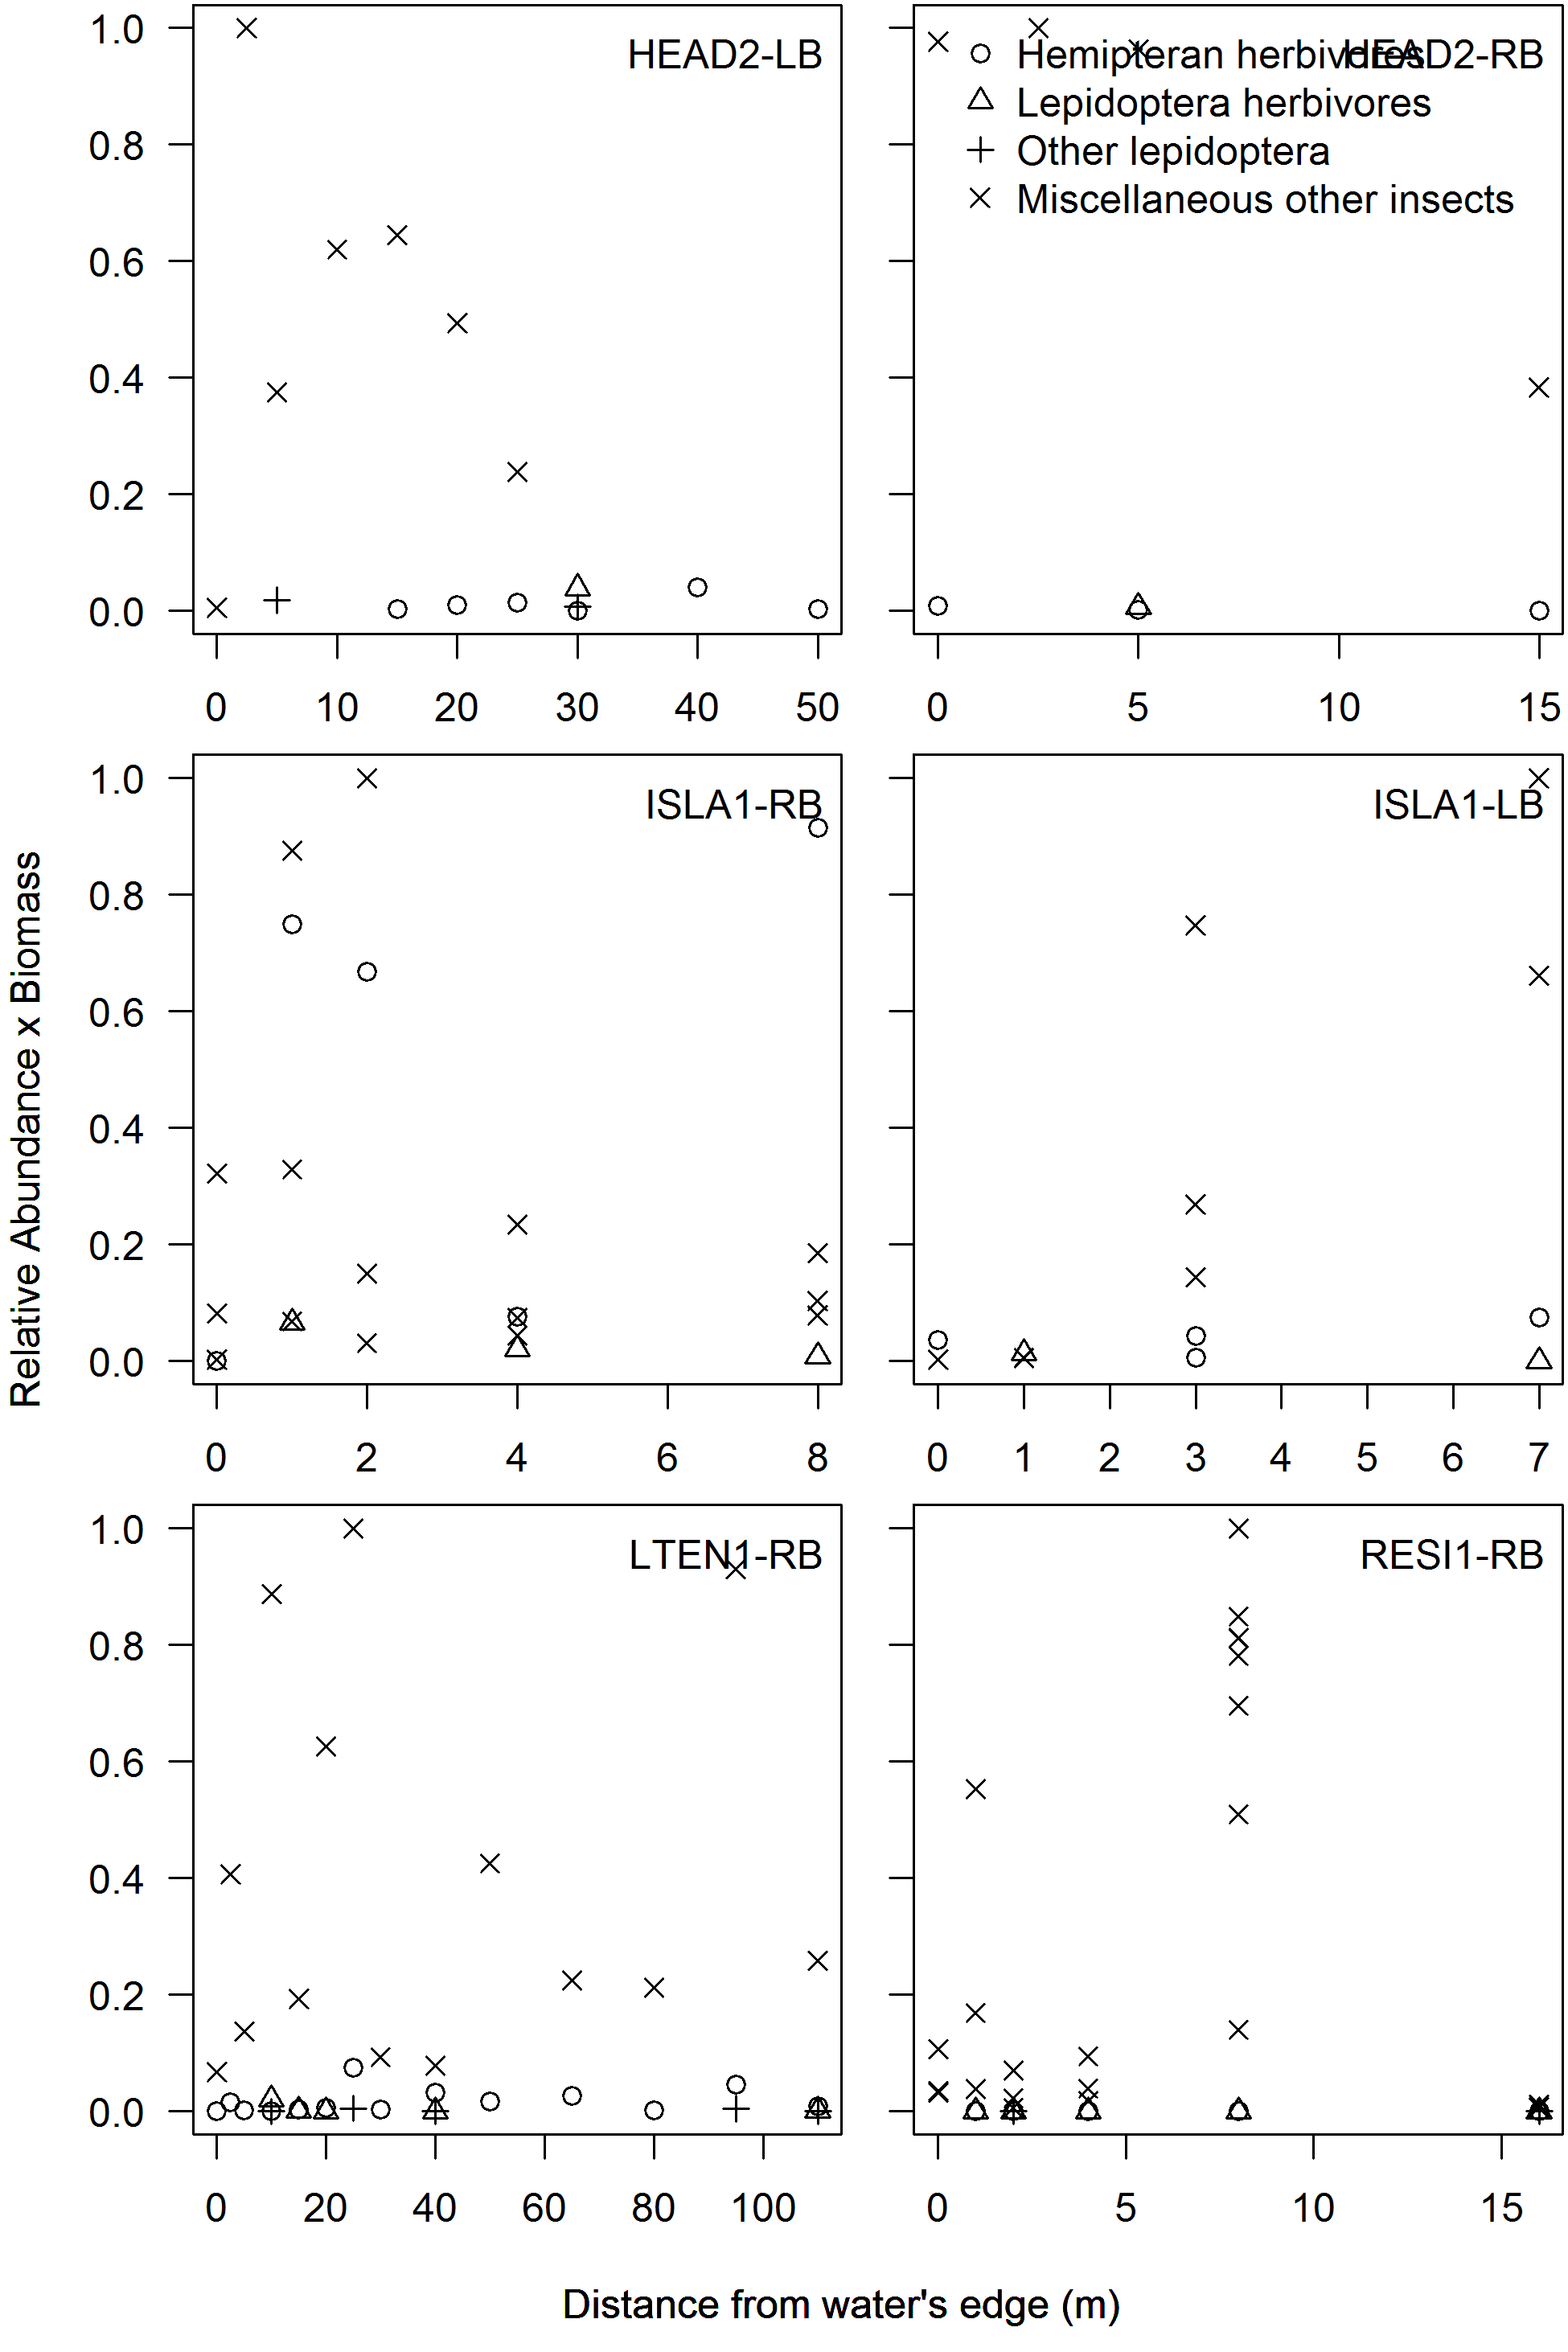 1.0
0.8
0.6
0.4
0.2
0.0
HEAD2-LB
0 10 20 30 40 50
HEAD2-RB
Hemipteran herbivores
Lepidoptera herbivores
Other lepidoptera
Miscellaneous other insects
0 5 10 15
Relative Abundance x Biomass
1.0
0.8
0.6
0.4
0.2
0.0
ISLA1-RB
0 2 4 6 8
ISLA1-LB
0 1 2 3 4 5 6 7
1.0
0.8
0.6
0.4
0.2
0.0
LTEN1-RB
0 20 40 60 80 100
RESI1-RB
0 5 10 15
Distance from water's edge (m)